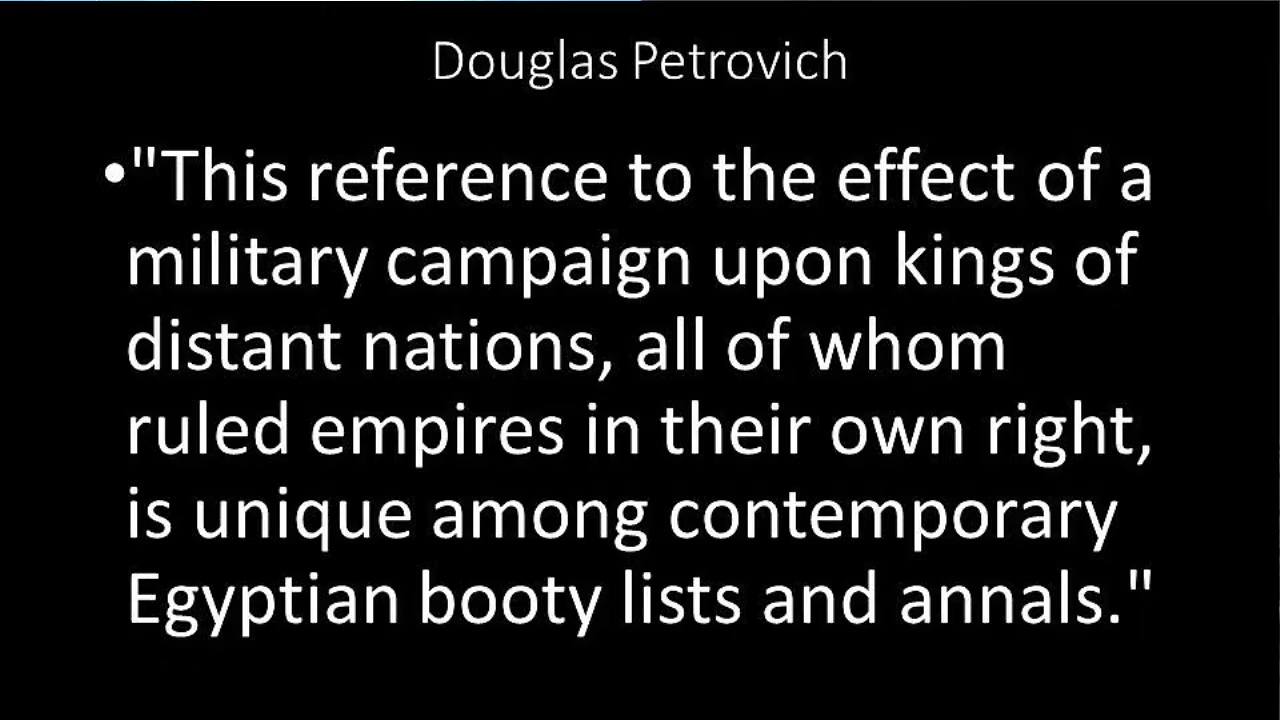 Douglas Petrovich
•"This reference to the effect of a
military campaign upon kings of
distant nations, all of whom
ruled empires in their own right,
is unique among contemporary
Egyptian booty lists and annals."